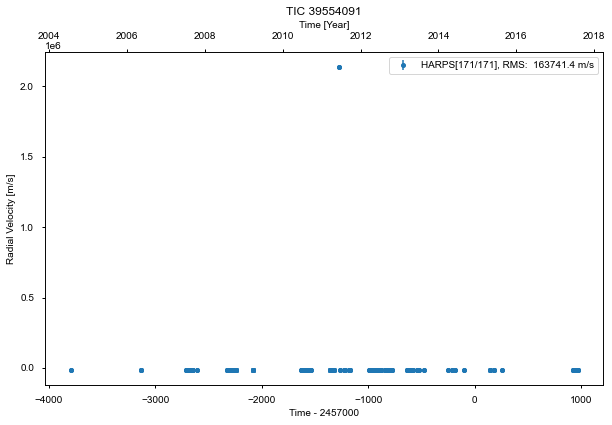 TIC 39554091
Time [Year]
2004 2006 2007 2008 2010 2012 2013 2014 2016 2018
1e6
HARPS[171/171], RMS:  163741.4 m/s
2.0
1.5
1.0
0.5
0.0
Radial Velocity [m/s]
−4000 −3000 −2000 −1000 0 1000
Time - 2457000